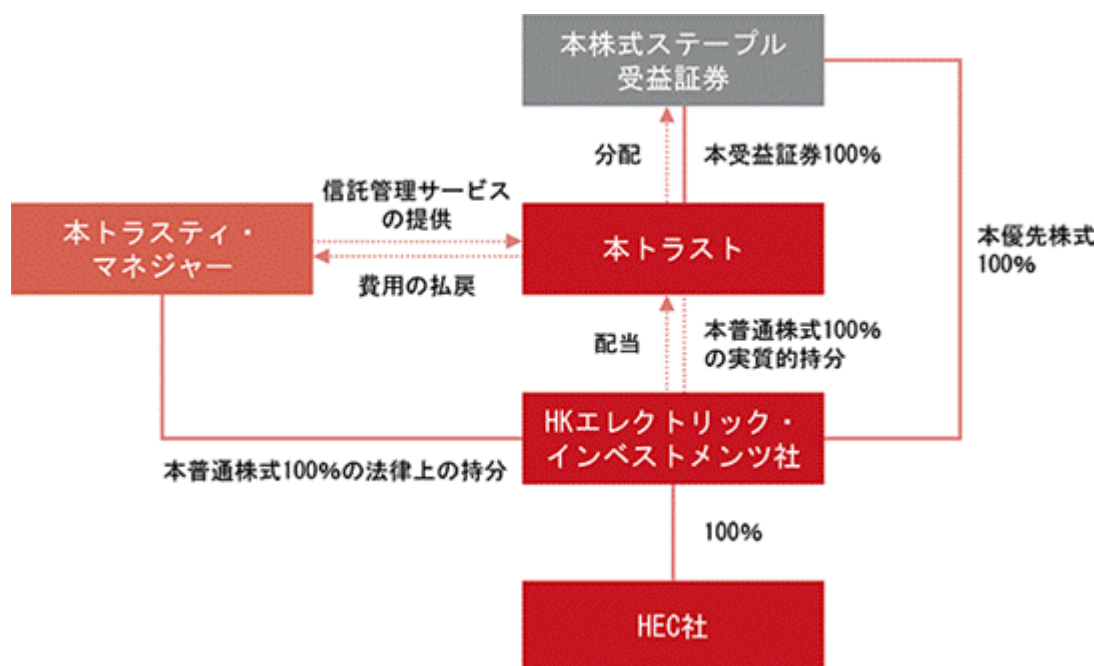 本株式ステープル
受益証券
分配
本受益証券100%
信託管理サービス
の提供
本トラスティ・
マネジャー
本トラスト
本優先株式
100%
費用の払戻
配当
本普通株式100%
の実質的持分
HKエレクトリック・
インベストメンツ社
本普通株式100%の法律上の持分
100%
HEC社